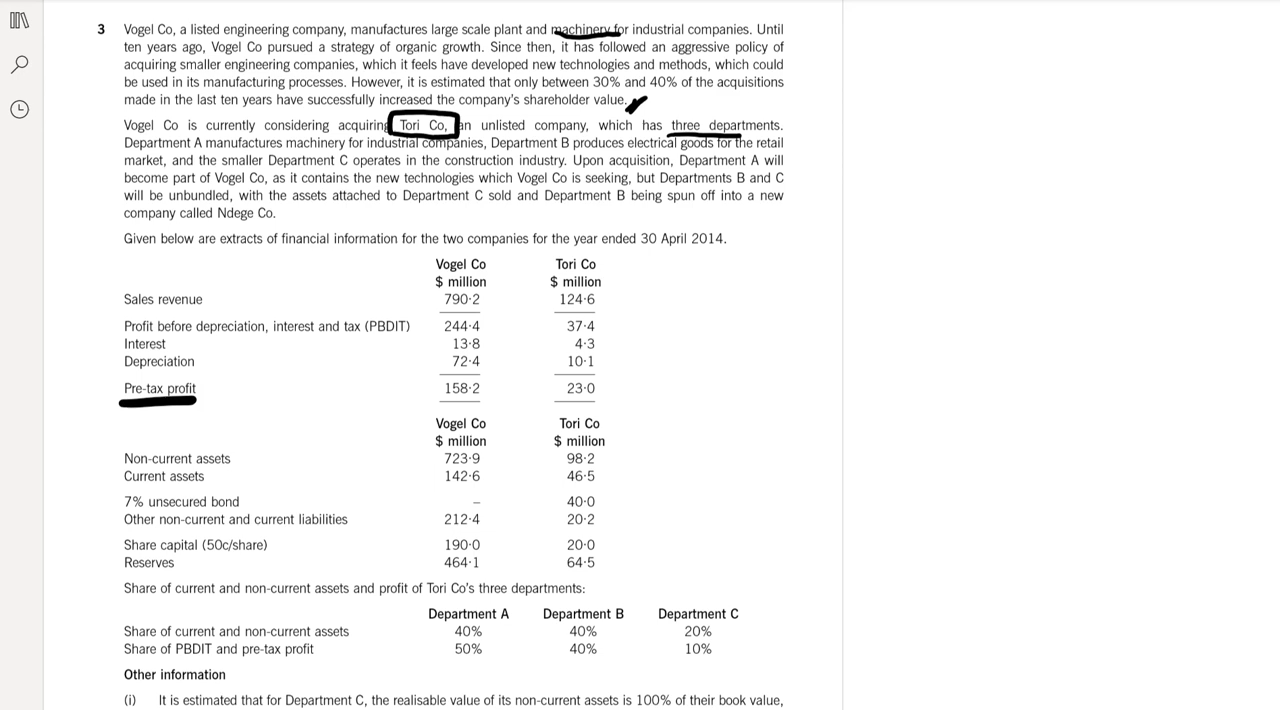 3 Vogel Co, a listed engineering company, manufactures large scale plant and machinery for industrial companies. Until
ten years ago, Vogel Co pursued a strategy of organic growth. Since then, it has followed an aggressive policy of
acquiring smaller engineering companies, which it feels have developed new technologies and methods, which could
be used in its manufacturing processes. However, it is estimated that only between 30% and 40% of the acquisitions
made in the last ten years have successfully increased the company's shareholder value.
Vogel Co is currently considering acquiring Tori Co, an unlisted company, which has three departments.
Department A manufactures machinery for industrial companies, Department B produces electrical goods for the retail
market, and the smaller Department C operates in the construction industry. Upon acquisition, Department A will
become part of Vogel Co, as it contains the new technologies which Vogel Co is seeking, but Departments B and C
will be unbundled, with the assets attached to Department C sold and Department B being spun off into a new
company called Ndege Co.
Given below are extracts of financial information for the two companies for the year ended 30 April 2014.
Vogel Co Tori Co
$ million $ million
Sales revenue 790·2 124·6
Profit before depreciation, interest and tax (PBDIT) 244·4 37·4
Interest 13·8 4·3
Depreciation 72·4 10·1
Pre-tax profit 158·2 23·0
Vogel Co Tori Co
$ million $ million
Non-current assets 723·9 98·2
Current assets 142·6 46·5
7% unsecured bond – 40·0
Other non-current and current liabilities 212·4 20·2
Share capital (50c/share) 190·0 20·0
Reserves 464·1 64·5
Share of current and non-current assets and profit of Tori Co's three departments:
Department A Department B Department C
Share of current and non-current assets 40% 40% 20%
Share of PBDIT and pre-tax profit 50% 40% 10%
Other information
(i) It is estimated that for Department C, the realisable value of its non-current assets is 100% of their book value,